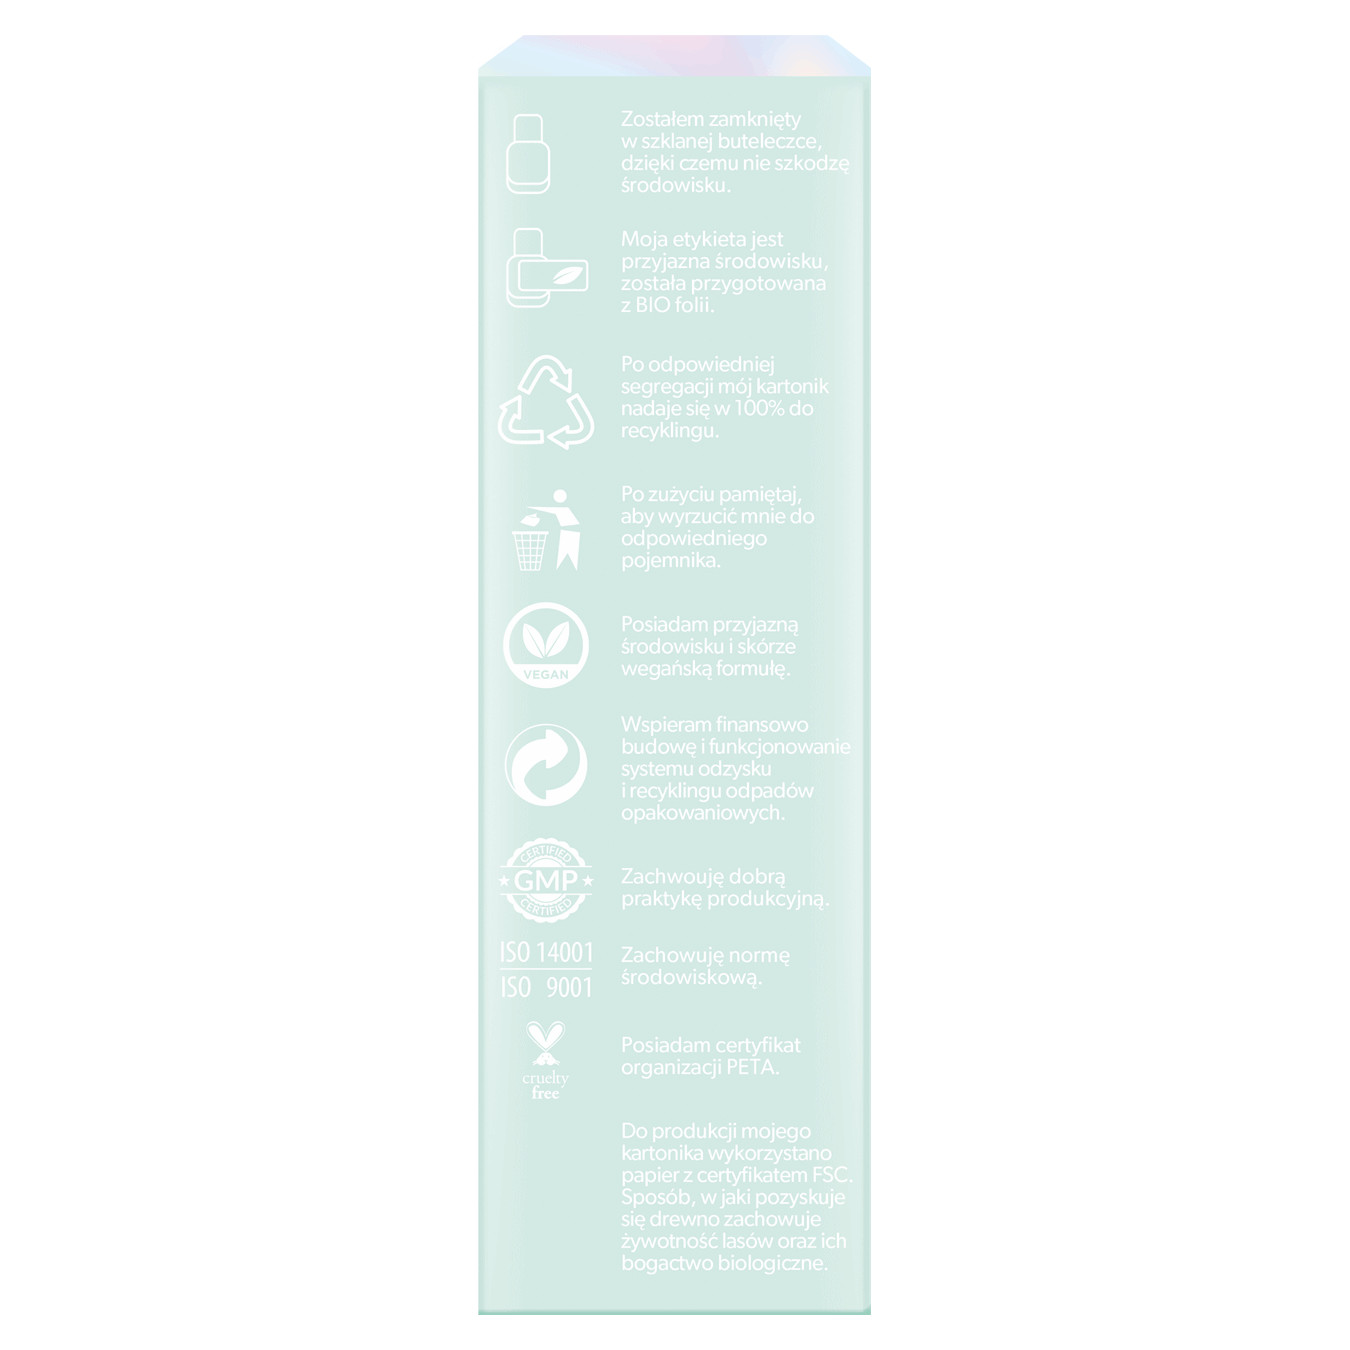 Zostałem zamknięty
w szklanej buteleczce,
dzięki czemu nie szkodzę
środowisku.
Moja etykieta jest
przyjazna środowisku,
została przygotowana
z BIO folii.
Po odpowiedniej
segregacji mój kartonik
nadaje się w 100% do
recyklingu.
Po zużyciu pamiętaj,
aby wyrzucić mnie do
odpowiedniego
pojemnika.
VEGAN
Posiadam przyjazną
środowisku i skórze
wegańską formułę.
Wspieram finansowo
budowę i funkcjonowanie
systemu odzysku
i recyklingu odpadów
opakowaniowych.
CERTIFIED
GMP
CERTIFIED
Zachwouję dobrą
praktykę produkcyjną.
ISO 14001
ISO 9001
Zachowuję normę
środowiskową.
cruelty
free
Posiadam certyfikat
organizacji PETA.
Do produkcji mojego
kartonika wykorzystano
papier z certyfikatem FSC.
Sposób, w jaki pozyskuje
się drewno zachowuje
żywotność lasów oraz ich
bogactwo biologiczne.